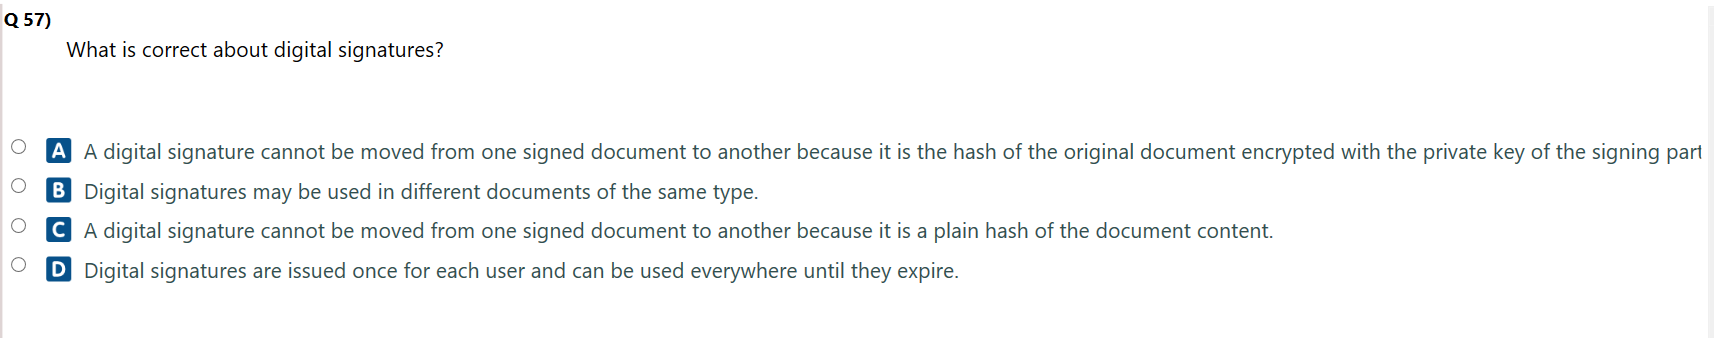 Q 57)
What is correct about digital signatures?
A A digital signature cannot be moved from one signed document to another because it is the hash of the original document encrypted with the private key of the signing part
B Digital signatures may be used in different documents of the same type.
C A digital signature cannot be moved from one signed document to another because it is a plain hash of the document content.
D Digital signatures are issued once for each user and can be used everywhere until they expire.